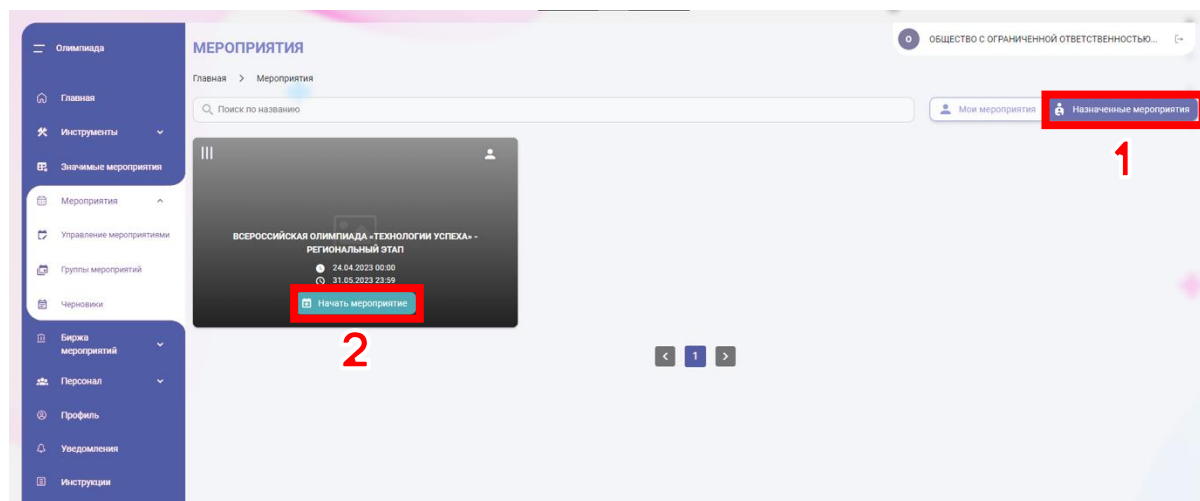 Олимпиада
МЕРОПРИЯТИЯ
О
ОБЩЕСТВО С ОГРАНИЧЕННОЙ ОТВЕТСТВЕННОСТЬЮ...
Главная > Мероприятия
Поиск по названию
Мои мероприятия
Назначенные мероприятия
1
Главная
Инструменты
Значимые мероприятия
Мероприятия
Управление мероприятиями
Группы мероприятий
Черновики
Биржа
мероприятий
Персонал
Профиль
Уведомления
Инструкции
ВСЕРОССИЙСКАЯ ОЛИМПИАДА «ТЕХНОЛОГИИ УСПЕХА» -
РЕГИОНАЛЬНЫЙ ЭТАП
24.04.2023 00:00
31.05.2023 23:59
Начать мероприятие
2
< 1 >